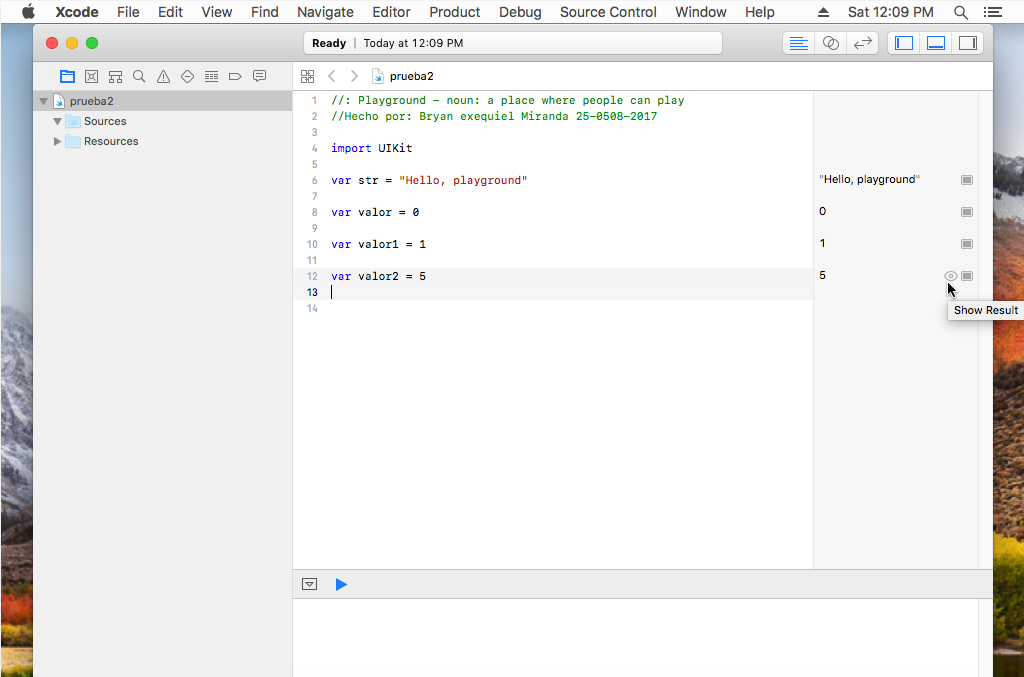 Xcode File Edit View Find Navigate Editor Product Debug Source Control Window Help Sat 12:09 PM
Ready | Today at 12:09 PM
prueba2
prueba2
Sources
Resources
1 //: Playground - noun: a place where people can play
2 //Hecho por: Bryan exequiel Miranda 25-0508-2017
3
4 import UIKit
5
6 var str = "Hello, playground" "Hello, playground"
7
8 var valor = 0 0
9
10 var valor1 = 1 1
11
12 var valor2 = 5 5
13
14
Show Result